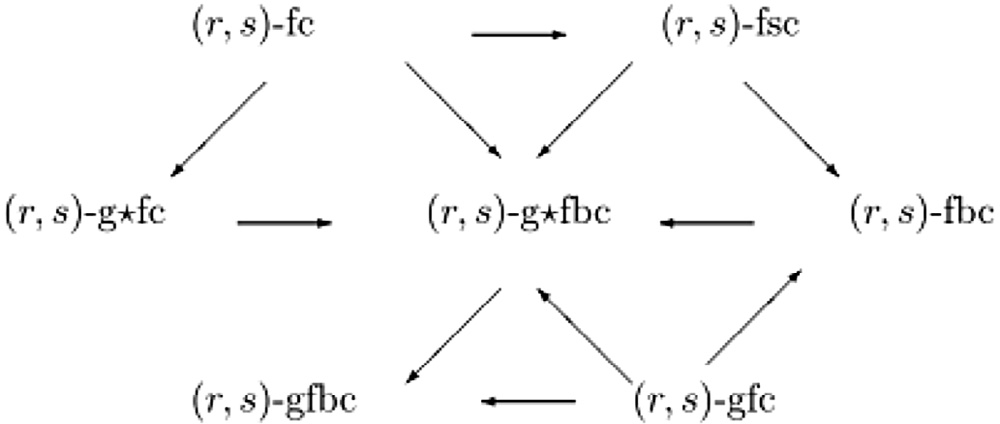 (r, s)-fc (r, s)-fsc
(r, s)-g⋆fc (r, s)-g⋆fbc (r, s)-fbc
(r, s)-gfbc (r, s)-gfc